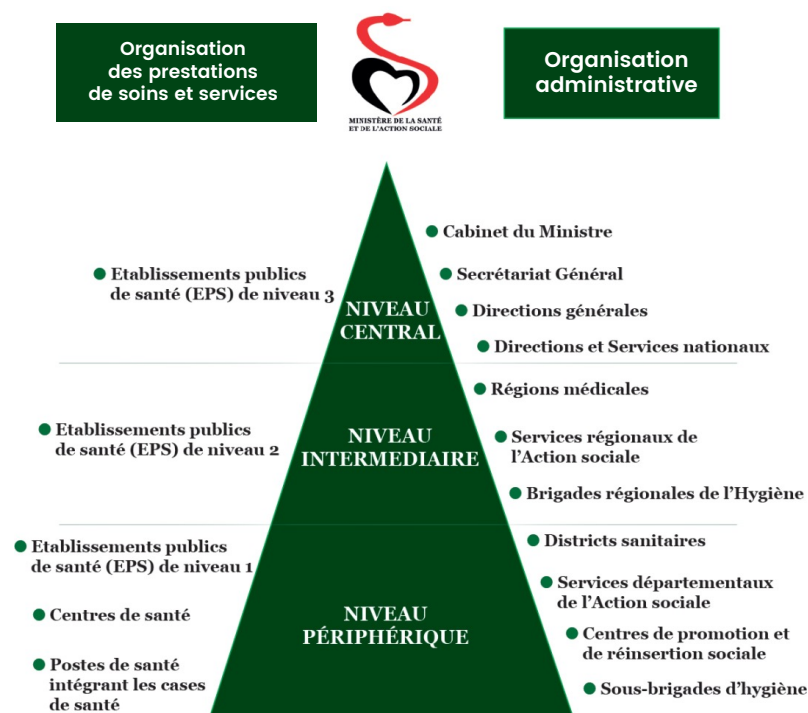 Organisation
des prestations
de soins et services
MINISTÈRE DE LA SANTÉ
ET DE L'ACTION SOCIALE
Organisation
administrative
Cabinet du Ministre
Etablissements publics
de santé (EPS) de niveau 3
Secrétariat Général
NIVEAU
CENTRAL
Directions générales
Directions et Services nationaux
Régions médicales
Etablissements publics
de santé (EPS) de niveau 2
NIVEAU
INTERMEDIAIRE
Services régionaux de
l’Action sociale
Brigades régionales de l’Hygiène
Etablissements publics
de santé (EPS) de niveau 1
Districts sanitaires
Centres de santé
NIVEAU
PÉRIPHÉRIQUE
Services départementaux
de l’Action sociale
Centres de promotion et
de réinsertion sociale
Postes de santé
intégrant les cases
de santé
Sous-brigades d’hygiène